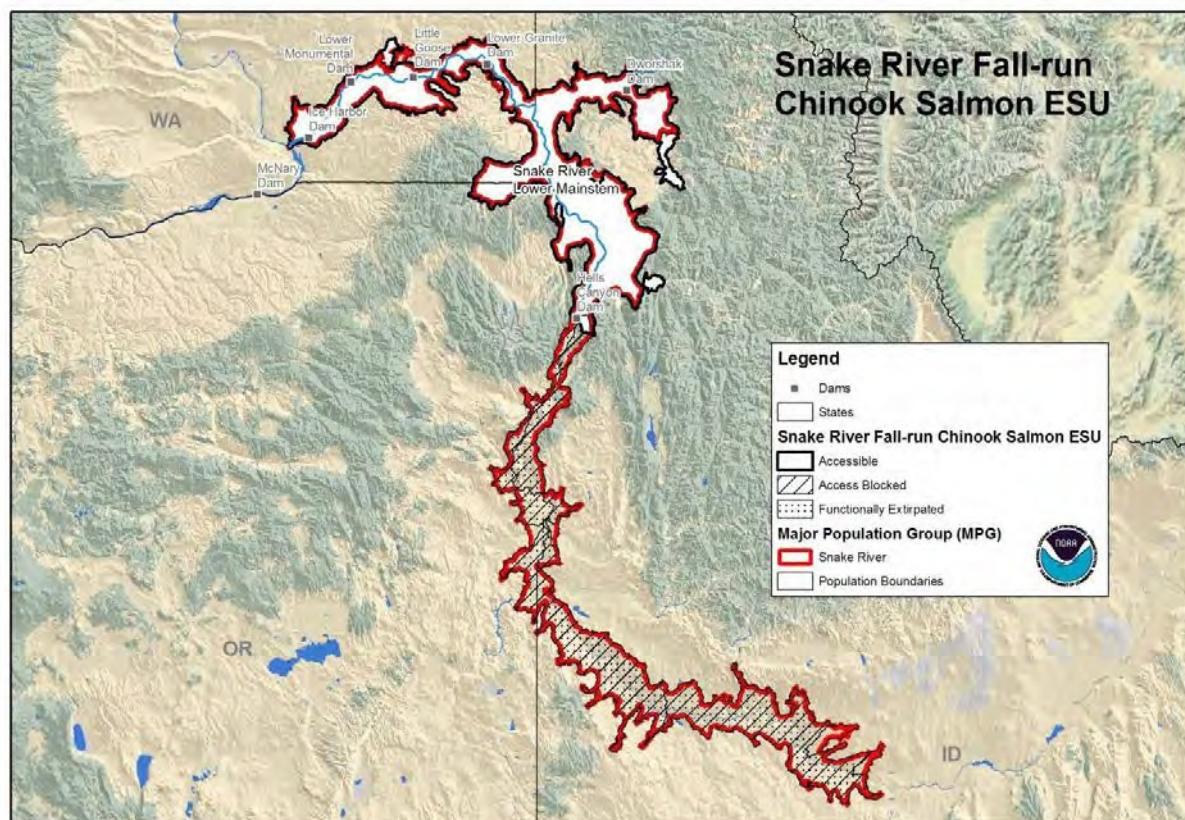 Snake River Fall-run
Chinook Salmon ESU
Lower
Monumental
Dam
Little
Goose
Dam
Lower Granite
Dam
Dworshak
Dam
Ice Harbor
Dam
WA
McNary
Dam
Snake River
Lower Mainstem
Hells
Canyon
Dam
OR
ID
Legend
Dams
States
Snake River Fall-run Chinook Salmon ESU
Accessible
Access Blocked
Functionally Extirpated
Major Population Group (MPG)
Snake River
Population Boundaries
NOAA